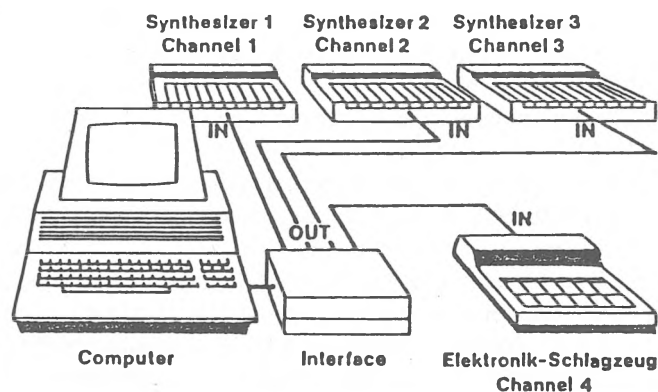 Synthesizer 1
Channel 1
Synthesizer 2
Channel 2
Synthesizer 3
Channel 3
IN
IN
IN
OUT
IN
Computer
Interface
Elektronik-Schlagzeug
Channel 4